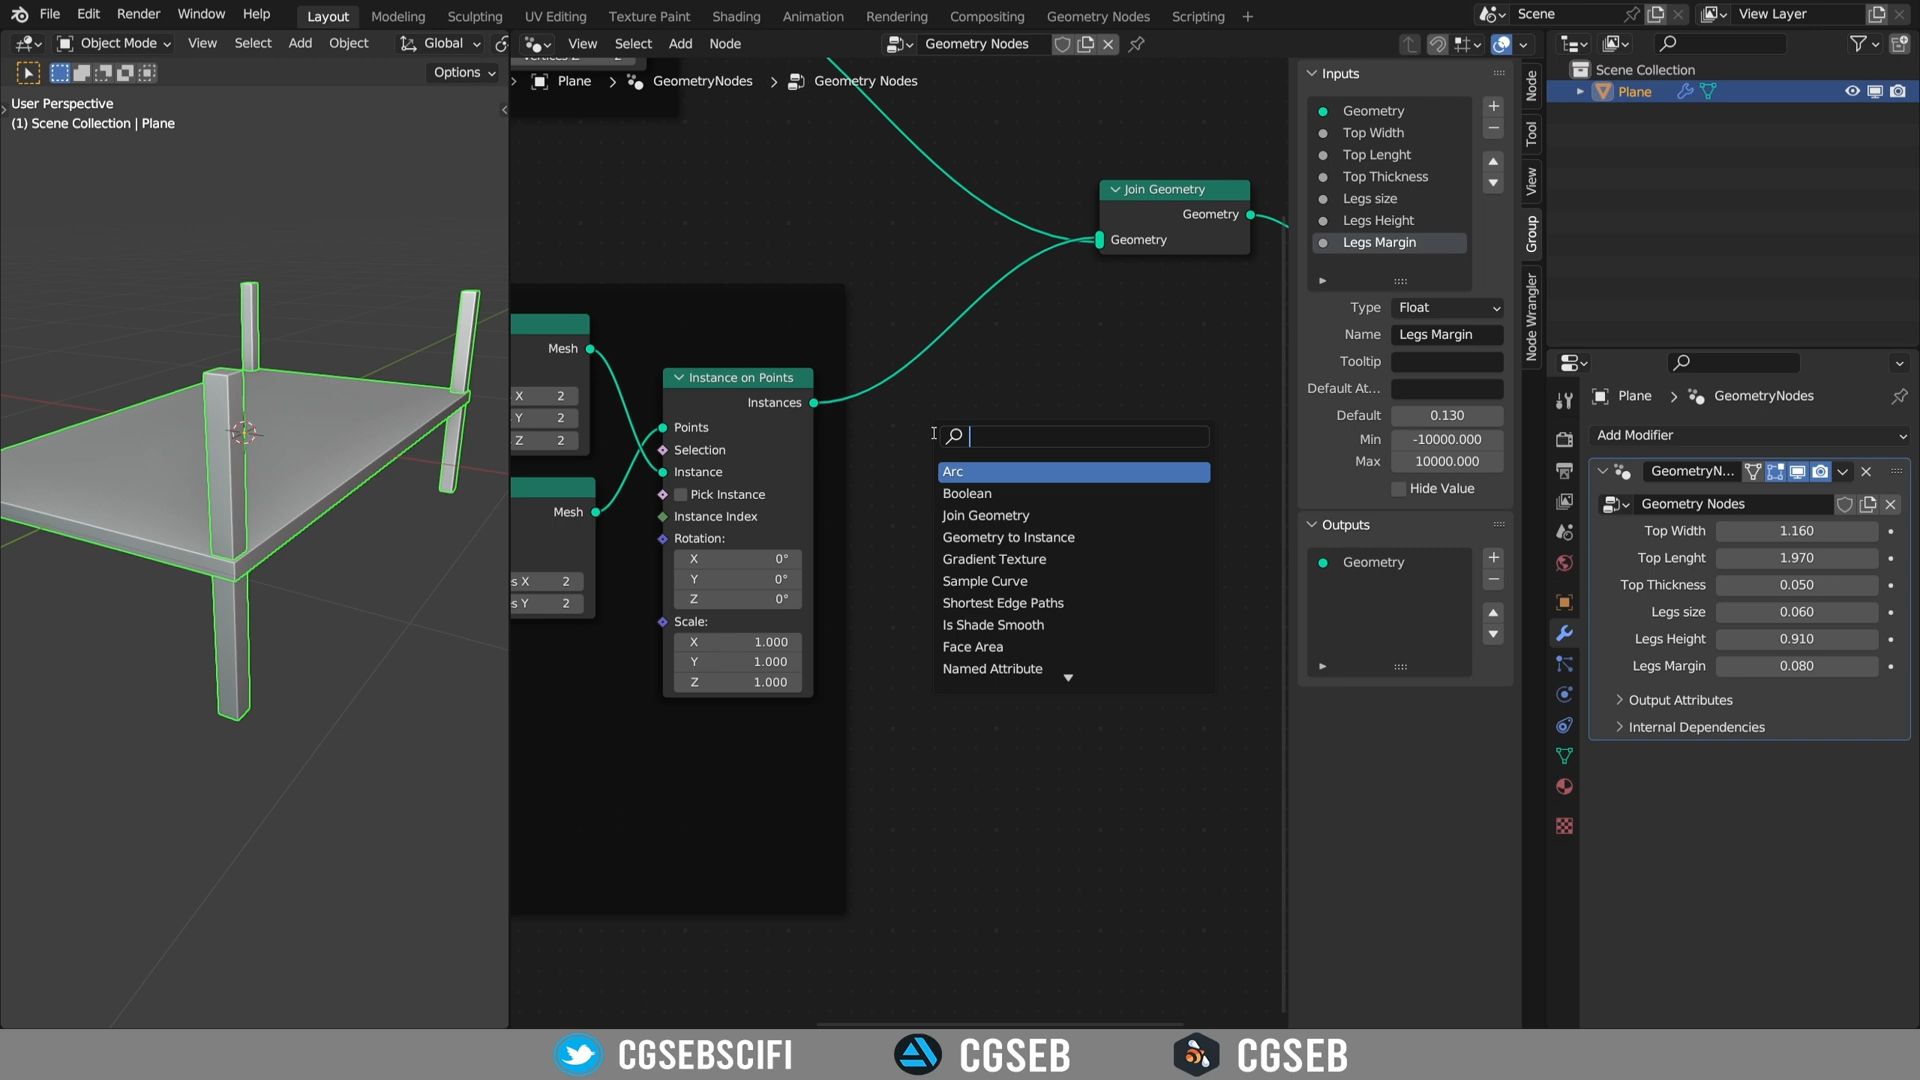 File Edit Render Window Help Layout Modeling Sculpting UV Editing Texture Paint Shading Animation Rendering Compositing Geometry Nodes Scripting + Scene View Layer
Object Mode View Select Add Object Global
View Select Add Node Geometry Nodes
Options
Plane > GeometryNodes > Geometry Nodes
User Perspective
(1) Scene Collection | Plane
Join Geometry
Geometry
Geometry
Mesh
X 2
Y 2
Z 2
Mesh
s X 2
s Y 2
Instance on Points
Instances
Points
Selection
Instance
Pick Instance
Instance Index
Rotation:
X 0°
Y 0°
Z 0°
Scale:
X 1.000
Y 1.000
Z 1.000
Arc
Boolean
Join Geometry
Geometry to Instance
Gradient Texture
Sample Curve
Shortest Edge Paths
Is Shade Smooth
Face Area
Named Attribute
Inputs
Geometry
Top Width
Top Lenght
Top Thickness
Legs size
Legs Height
Legs Margin
Type Float
Name Legs Margin
Tooltip
Default At...
Default 0.130
Min -10000.000
Max 10000.000
Hide Value
Outputs
Geometry
Node
Tool
View
Group
Node Wrangler
Scene Collection
Plane
Plane > GeometryNodes
Add Modifier
GeometryN...
Geometry Nodes
Top Width 1.160
Top Lenght 1.970
Top Thickness 0.050
Legs size 0.060
Legs Height 0.910
Legs Margin 0.080
Output Attributes
Internal Dependencies
CGSEBSCIFI CGSEB CGSEB